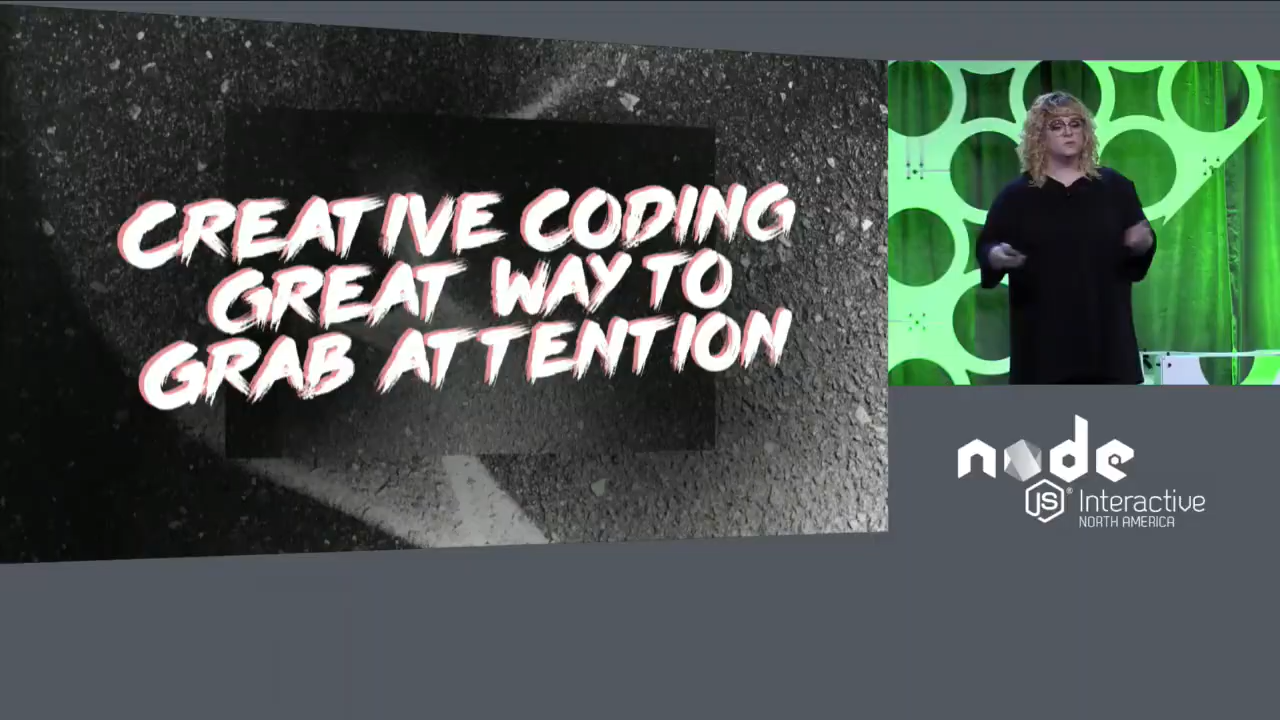 CREATIVE CODING
GREAT WAY TO
GRAB ATTENTION
node
JS® Interactive
NORTH AMERICA